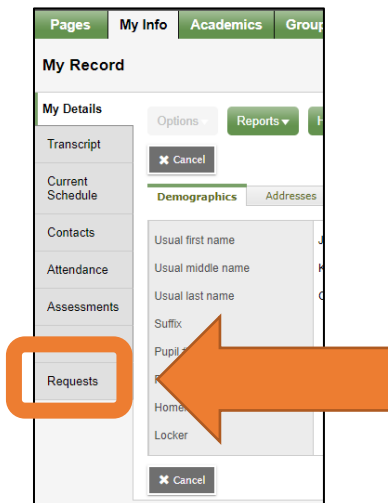 Pages My Info Academics
My Record
My Details
Options Reports
Transcript
Cancel
Current
Schedule
Demographics Addresses
Contacts
Usual first name J
Attendance
Usual middle name K
Assessments
Usual last name
Suffix
Pupil
Requests
Locker
Cancel